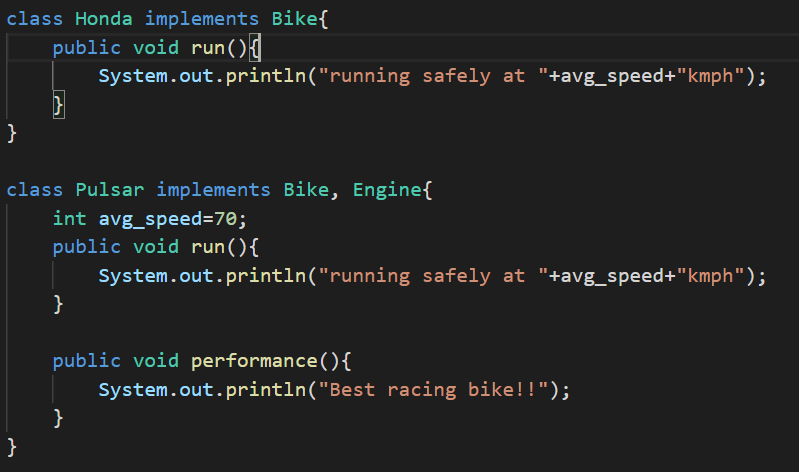 class Honda implements Bike{
    public void run(){
        System.out.println("running safely at "+avg_speed+"kmph");
    }
}

class Pulsar implements Bike, Engine{
    int avg_speed=70;
    public void run(){
        System.out.println("running safely at "+avg_speed+"kmph");
    }

    public void performance(){
        System.out.println("Best racing bike!!");
    }
}